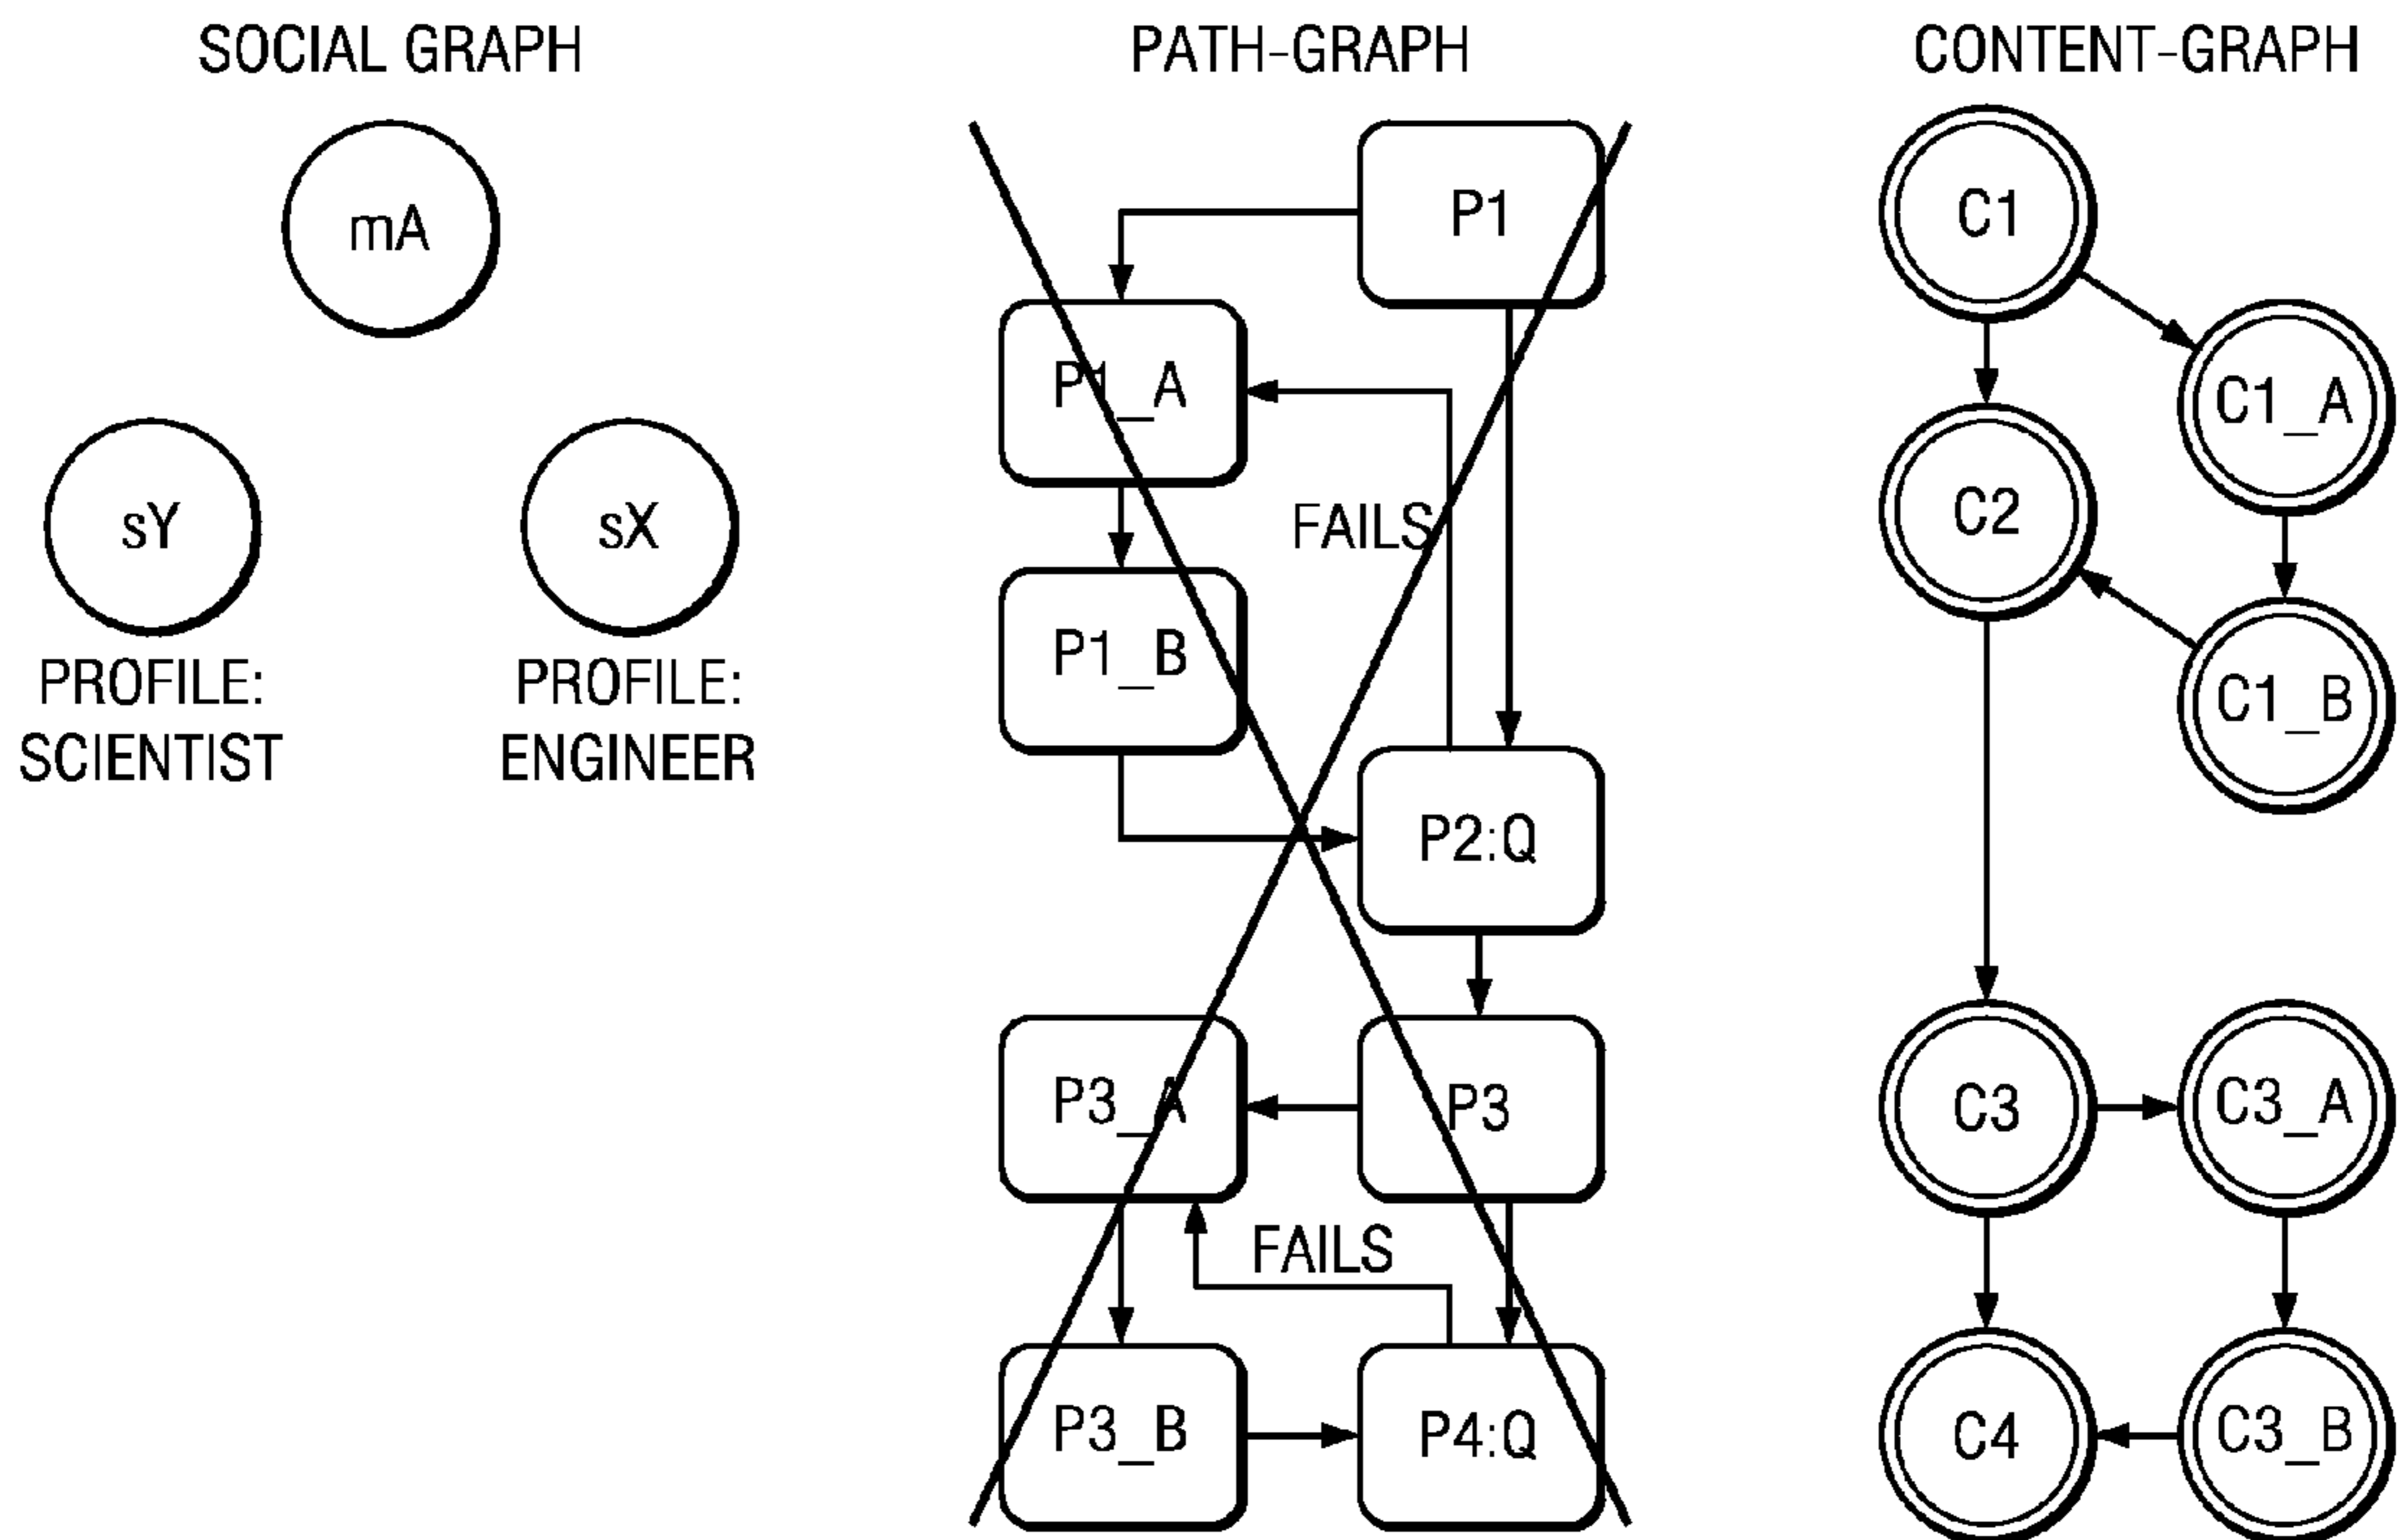 SOCIAL GRAPH
mA
sY
sX
PROFILE:
SCIENTIST
PROFILE:
ENGINEER
PATH-GRAPH
P1
P1_A
FAILS
P1_B
P2:Q
P3_A
P3
FAILS
P3_B
P4:Q
CONTENT-GRAPH
C1
C1_A
C2
C1_B
C3
C3_A
C4
C3_B